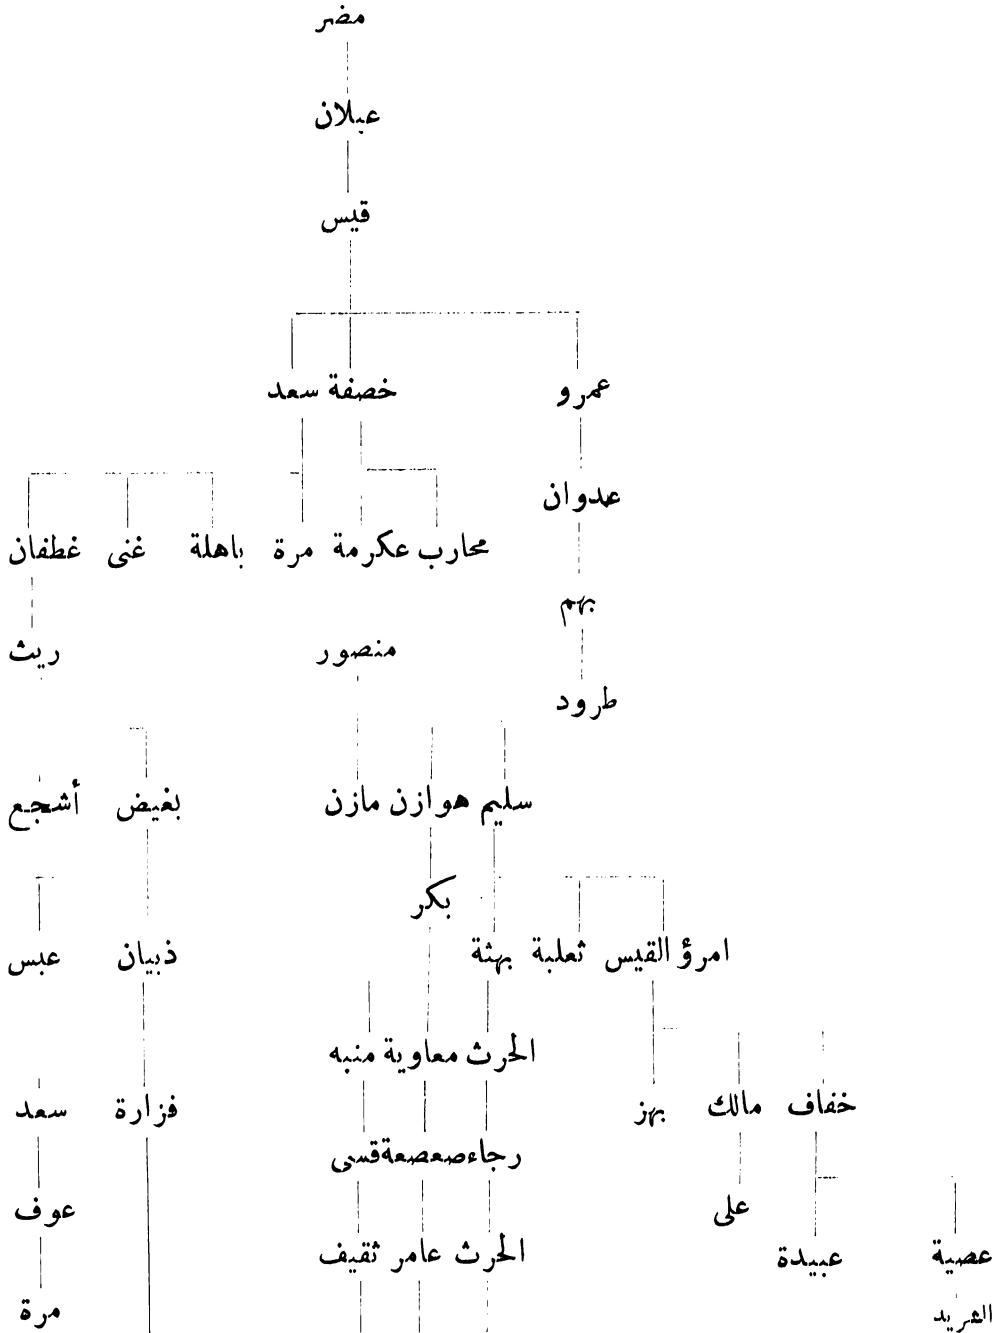 مضر
عيلان
قيس
عمرو خصفة سعد
عدوان
محارب عكرمة مرة باهلة غنى غطفان
بهم
منصور ريث
طرود
سليم هوازن مازن بغيض أشجع
بكر
امرؤ القيس ثعلبة بهثة ذبيان عبس
الحرث معاوية منبه
خفاف مالك بهز فزارة سعد
رجاء صعصعة قسى
على عوف
عصية عبيدة الحرث عامر ثقيف
الشريد مرة